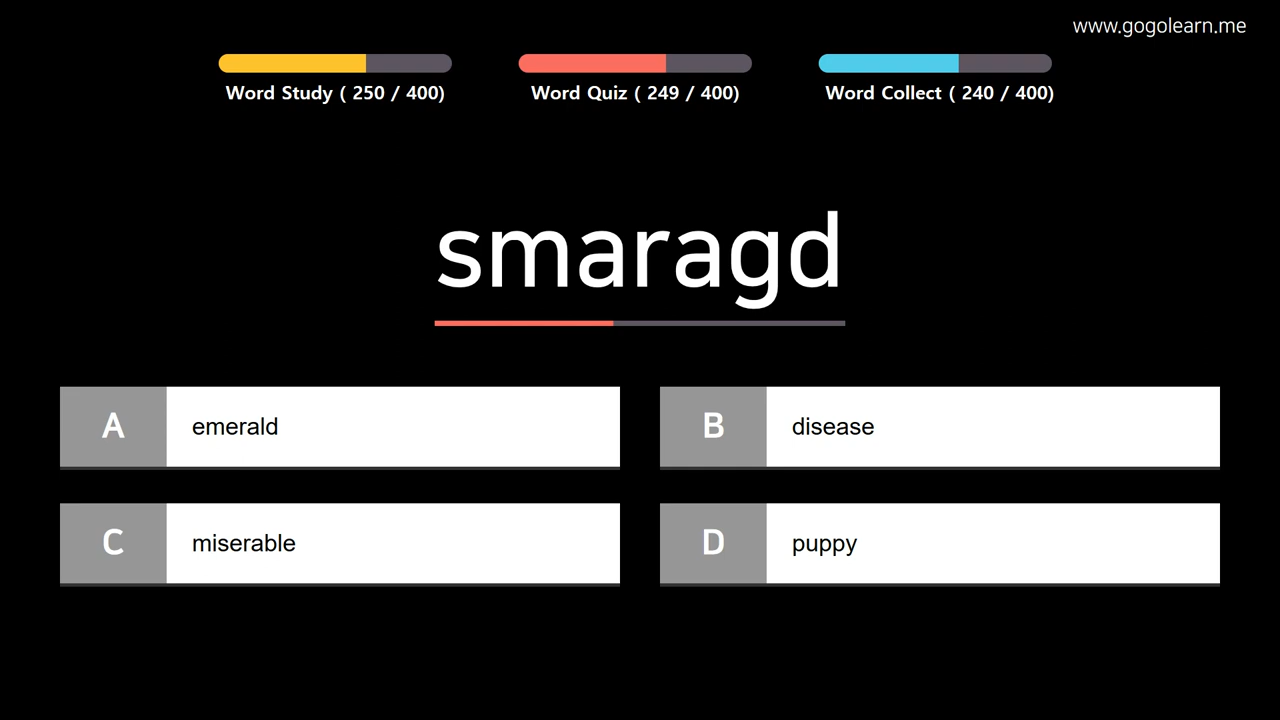 www.gogolearn.me
Word Study ( 250 / 400)
Word Quiz ( 249 / 400)
Word Collect ( 240 / 400)
smaragd
A emerald
B disease
C miserable
D puppy